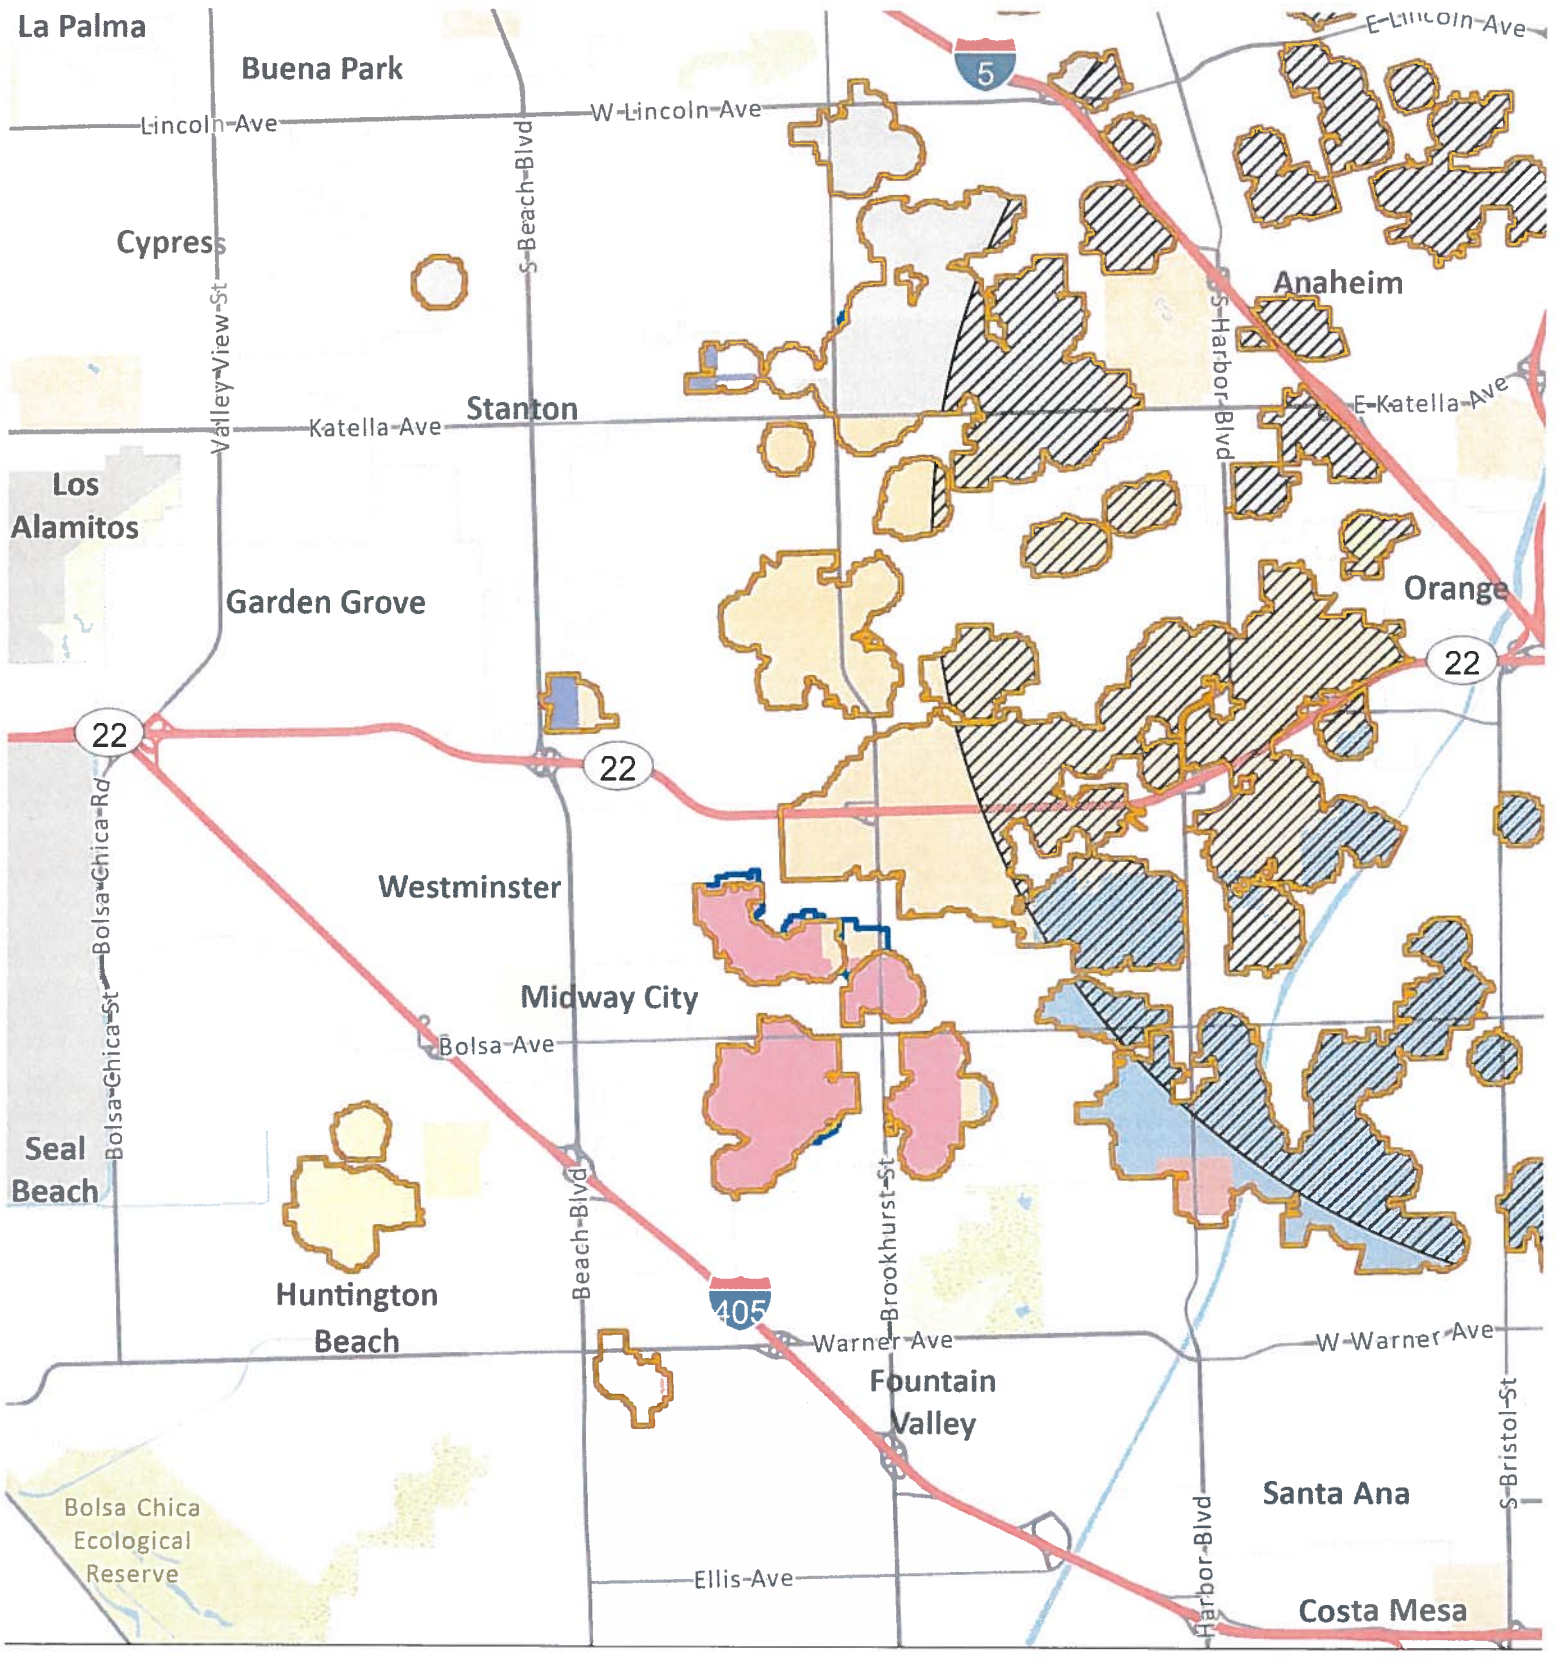 La Palma
E-Lincoln Ave
Buena Park
5
Lincoln-Ave
W-Lincoln Ave
S-Beach-Blvd
Cypress
Valley-View-St
Anaheim
S-Harbor-Blvd
Stanton
Katella-Ave
E-Katella-Ave
Los
Alamitos
Orange
Garden Grove
22
22
22
Bolsa-Chica-Rd
Westminster
Midway City
Bolsa-Ave
Bolsa-Chica-St
Seal
Beach
Beach-Blvd
Brookhurst-St
Huntington
Beach
405
Warner-Ave
W-Warner Ave
Fountain
Valley
S-Bristol-St
Santa Ana
Bolsa Chica
Ecological
Reserve
Harbor-Blvd
Ellis-Ave
Costa Mesa